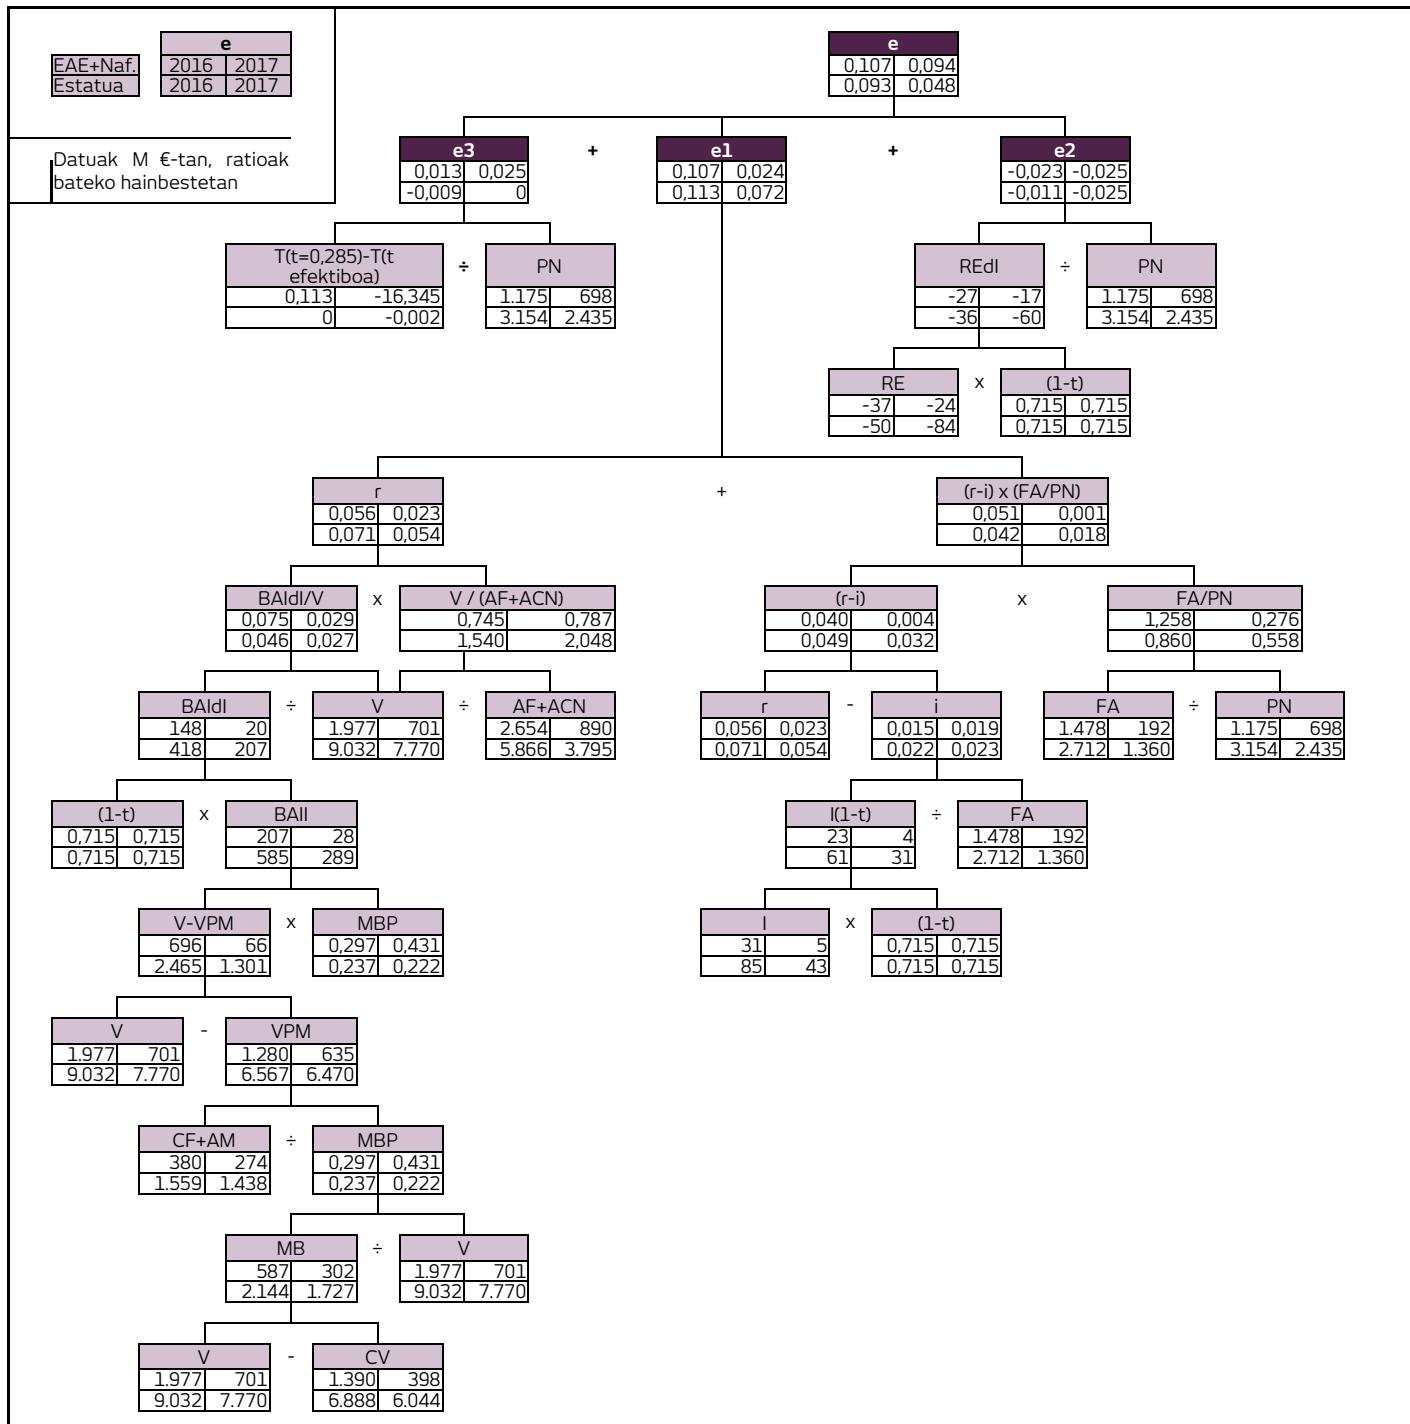 e
EAE+Naf. 2016 2017
Estatua 2016 2017
Datuak M €-tan, ratioak
bateko hainbestetan
e
0,107 0,094
0,093 0,048
e3 + e1 + e2
0,013 0,025 0,107 0,024 -0,023 -0,025
-0,009 0 0,113 0,072 -0,011 -0,025
T(t=0,285)-T(t
efektiboa) ÷ PN REdI ÷ PN
0,113 -16,345 1.175 698 -27 -17 1.175 698
0 -0,002 3.154 2.435 -36 -60 3.154 2.435
RE x (1-t)
-37 -24 0,715 0,715
-50 -84 0,715 0,715
r + (r-i) x (FA/PN)
0,056 0,023 0,051 0,001
0,071 0,054 0,042 0,018
BAIdI/V x V / (AF+ACN) (r-i) x FA/PN
0,075 0,029 0,745 0,787 0,040 0,004 1,258 0,276
0,046 0,027 1,540 2,048 0,049 0,032 0,860 0,558
BAIdI ÷ V ÷ AF+ACN r - i FA ÷ PN
148 20 1.977 701 2.654 890 0,056 0,023 0,015 0,019 1.478 192 1.175 698
418 207 9.032 7.770 5.866 3.795 0,071 0,054 0,022 0,023 2.712 1.360 3.154 2.435
(1-t) x BAII I(1-t) ÷ FA
0,715 0,715 207 28 23 4 1.478 192
0,715 0,715 585 289 61 31 2.712 1.360
V-VPM x MBP I x (1-t)
696 66 0,297 0,431 31 5 0,715 0,715
2.465 1.301 0,237 0,222 85 43 0,715 0,715
V - VPM
1.977 701 1.280 635
9.032 7.770 6.567 6.470
CF+AM ÷ MBP
380 274 0,297 0,431
1.559 1.438 0,237 0,222
MB ÷ V
587 302 1.977 701
2.144 1.727 9.032 7.770
V - CV
1.977 701 1.390 398
9.032 7.770 6.888 6.044